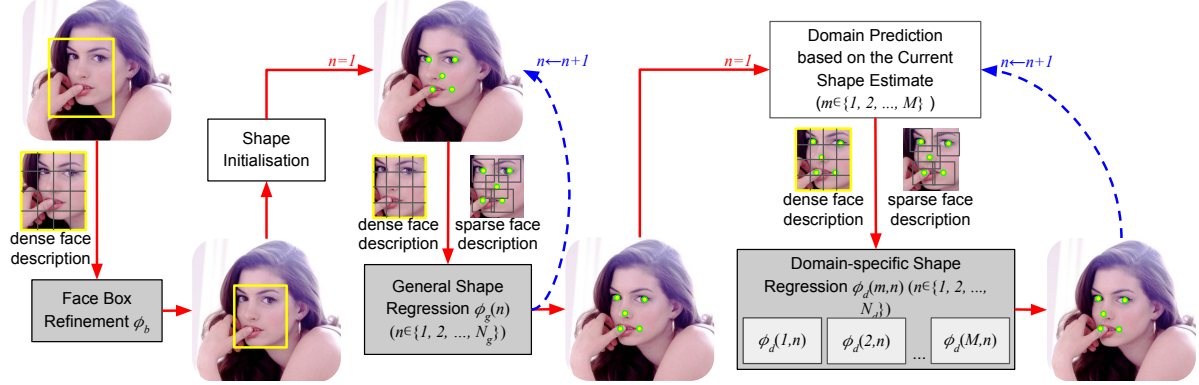 dense face
description
Face Box
Refinement ϕb
Shape
Initialisation
n=1
n←n+1
dense face
description
sparse face
description
General Shape
Regression ϕg(n)
(n∈{1, 2, ..., Ng})
n=1
Domain Prediction
based on the Current
Shape Estimate
(m∈{1, 2, ..., M} )
n←n+1
dense face
description
sparse face
description
Domain-specific Shape
Regression ϕd(m,n) (n∈{1, 2, ...,
Nd})
ϕd(1,n)
ϕd(2,n)
...
ϕd(M,n)